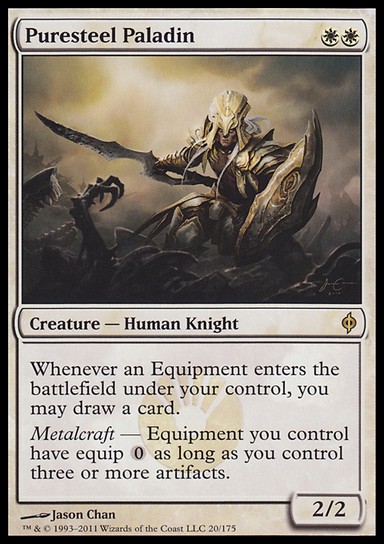 Puresteel Paladin
Creature — Human Knight
Whenever an Equipment enters the
battlefield under your control, you
may draw a card.
Metalcraft — Equipment you control
have equip 0 as long as you control
three or more artifacts.
Jason Chan
2/2
™ & © 1993–2011 Wizards of the Coast LLC 20/175